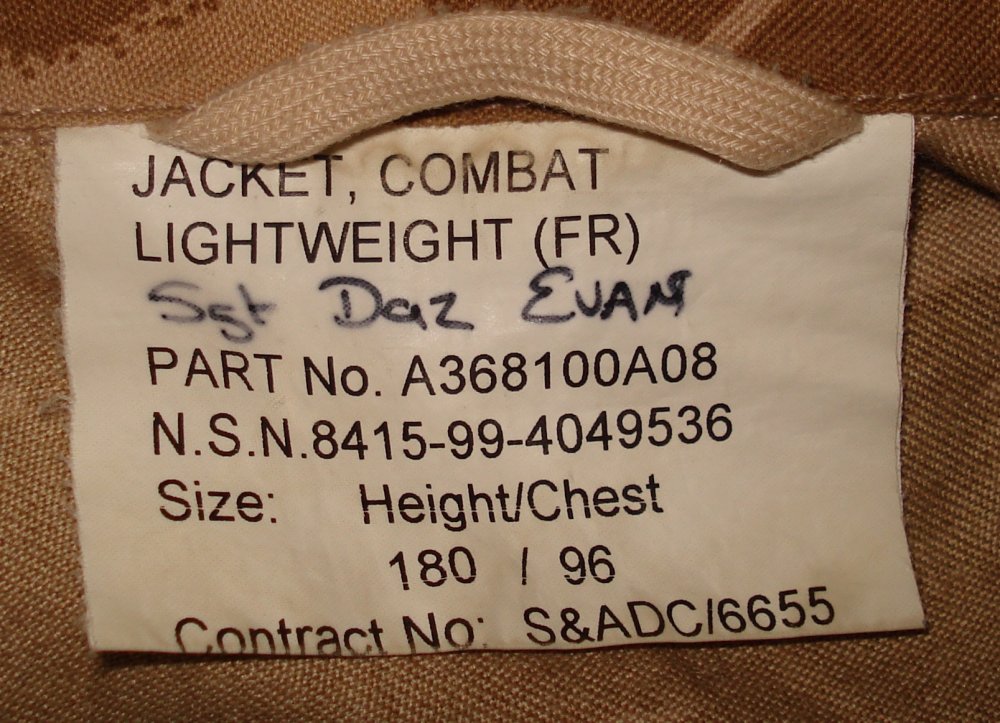 JACKET, COMBAT
LIGHTWEIGHT (FR)
Sgt Daz EVANS
PART No. A368100A08
N.S.N.8415-99-4049536
Size: Height/Chest
180 / 96
Contract No: S&ADC/6655